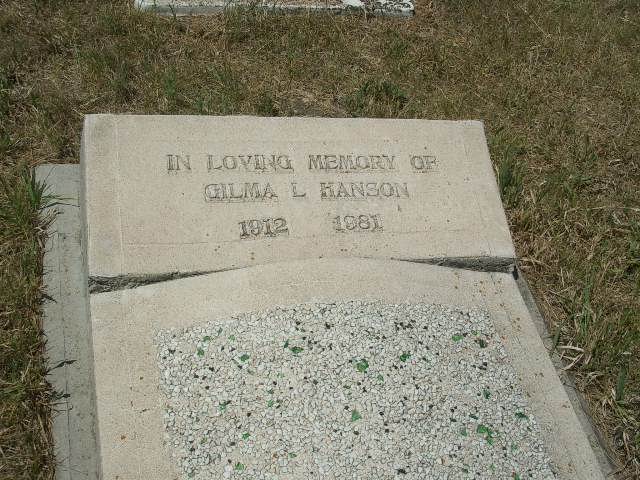 IN LOVING MEMORY OF
GILMA L HANSON
1912 1981